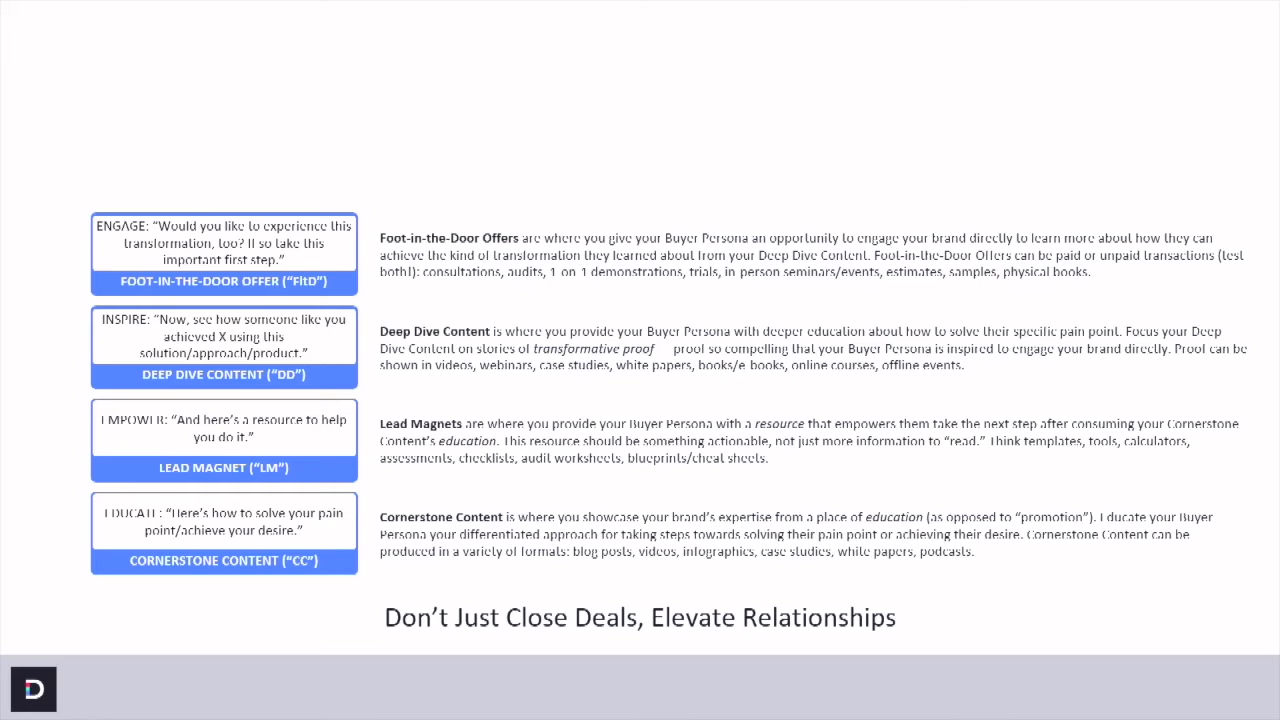 ENGAGE: “Would you like to experience this
transformation, too? If so take this
important first step.”
FOOT-IN-THE-DOOR OFFER (“FitD”)
Foot-in-the-Door Offers are where you give your Buyer Persona an opportunity to engage your brand directly to learn more about how they can
achieve the kind of transformation they learned about from your Deep Dive Content. Foot-in-the-Door Offers can be paid or unpaid transactions (test
both!): consultations, audits, 1 on 1 demonstrations, trials, in-person seminars/events, estimates, samples, physical books.
INSPIRE: “Now, see how someone like you
achieved X using this
solution/approach/product.”
DEEP DIVE CONTENT (“DD”)
Deep Dive Content is where you provide your Buyer Persona with deeper education about how to solve their specific pain point. Focus your Deep
Dive Content on stories of transformative proof proof so compelling that your Buyer Persona is inspired to engage your brand directly. Proof can be
shown in videos, webinars, case studies, white papers, books/e-books, online courses, offline events.
EMPOWER: “And here’s a resource to help
you do it.”
LEAD MAGNET (“LM”)
Lead Magnets are where you provide your Buyer Persona with a resource that empowers them take the next step after consuming your Cornerstone
Content’s education. This resource should be something actionable, not just more information to “read.” Think templates, tools, calculators,
assessments, checklists, audit worksheets, blueprints/cheat sheets.
EDUCATE: “Here’s how to solve your pain
point/achieve your desire.”
CORNERSTONE CONTENT (“CC”)
Cornerstone Content is where you showcase your brand’s expertise from a place of education (as opposed to “promotion”). Educate your Buyer
Persona your differentiated approach for taking steps towards solving their pain point or achieving their desire. Cornerstone Content can be
produced in a variety of formats: blog posts, videos, infographics, case studies, white papers, podcasts.
Don’t Just Close Deals, Elevate Relationships
D